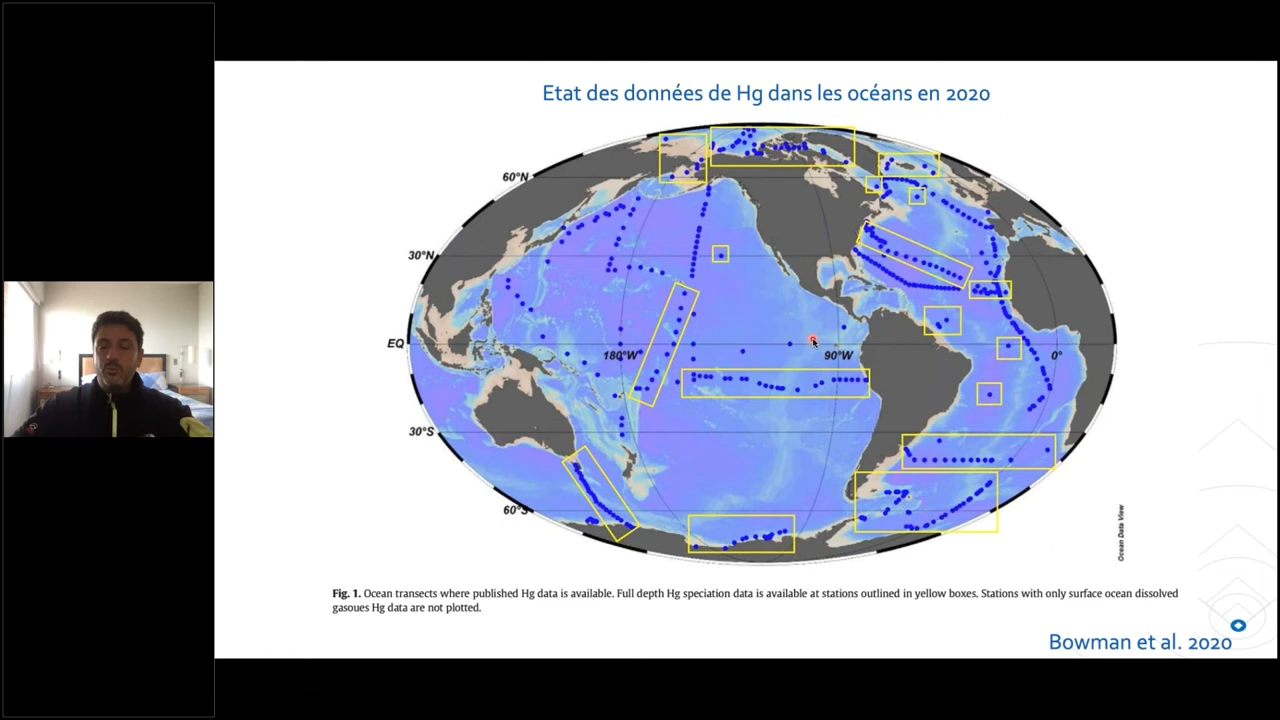 Etat des données de Hg dans les océans en 2020
60°N
30°N
EQ
180°W
90°W
0°
30°S
60°S
Ocean Data View
Fig. 1. Ocean transects where published Hg data is available. Full depth Hg speciation data is available at stations outlined in yellow boxes. Stations with only surface ocean dissolved
gasoues Hg data are not plotted.
Bowman et al. 2020